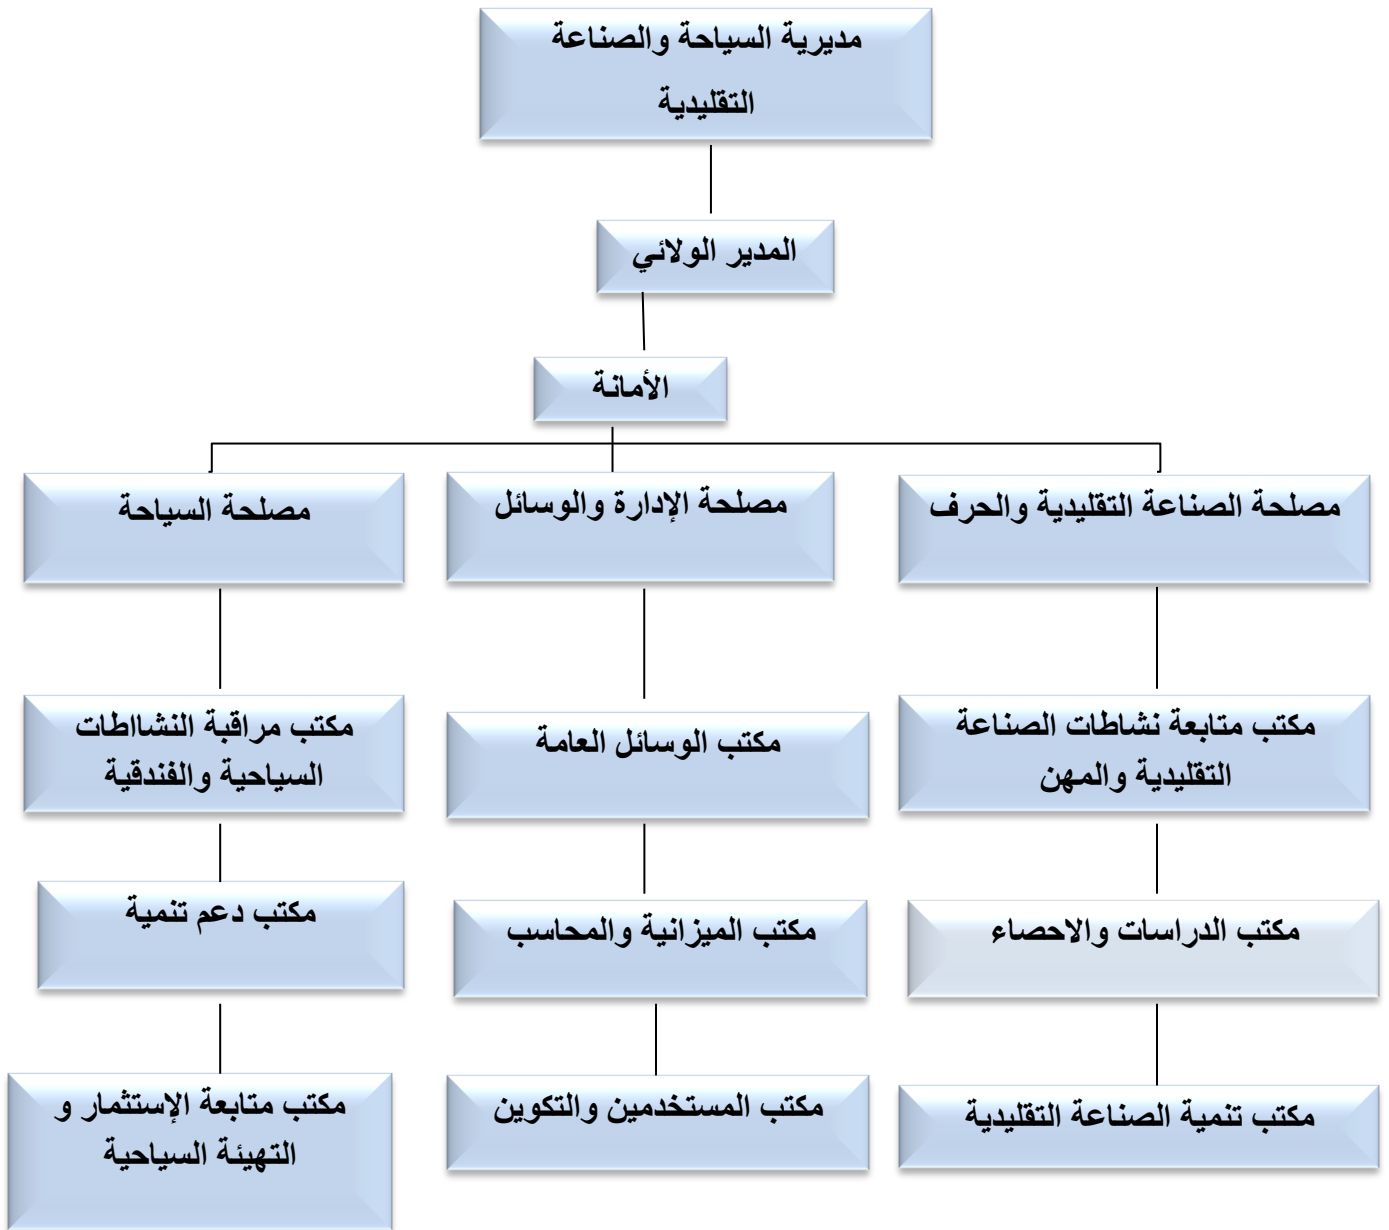 مديرية السياحة والصناعة
التقليدية
المدير الولائي
الأمانة
مصلحة الصناعة التقليدية والحرف
مصلحة الإدارة والوسائل
مصلحة السياحة
مكتب متابعة نشاطات الصناعة
التقليدية والمهن
مكتب الوسائل العامة
مكتب مراقبة النشااطات
السياحية والفندقية
مكتب الدراسات والاحصاء
مكتب الميزانية والمحاسب
مكتب دعم تنمية
مكتب تنمية الصناعة التقليدية
مكتب المستخدمين والتكوين
مكتب متابعة الإستثمار و
التهيئة السياحية